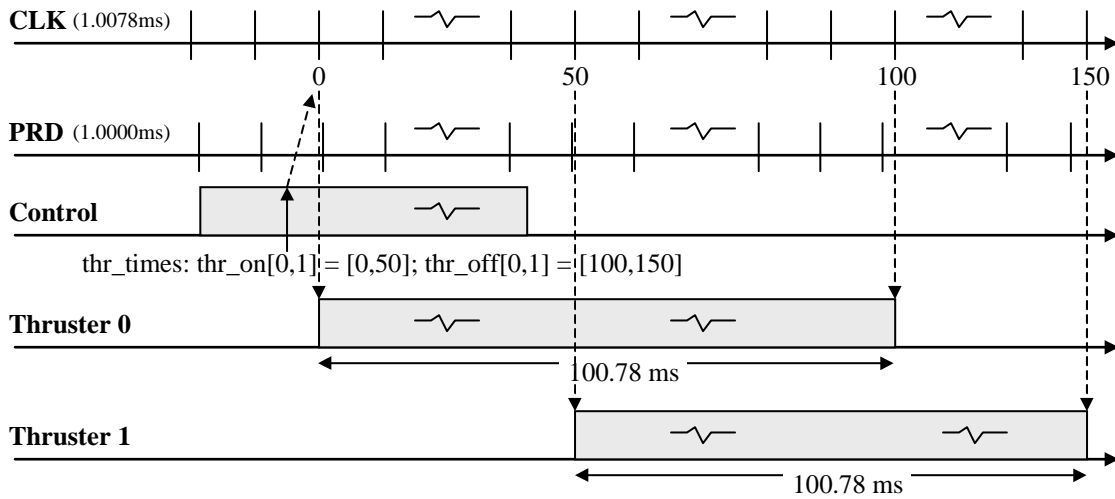 CLK (1.0078ms)
0 50 100 150
PRD (1.0000ms)
Control
thr_times: thr_on[0,1] = [0,50]; thr_off[0,1] = [100,150]
Thruster 0
100.78 ms
Thruster 1
100.78 ms